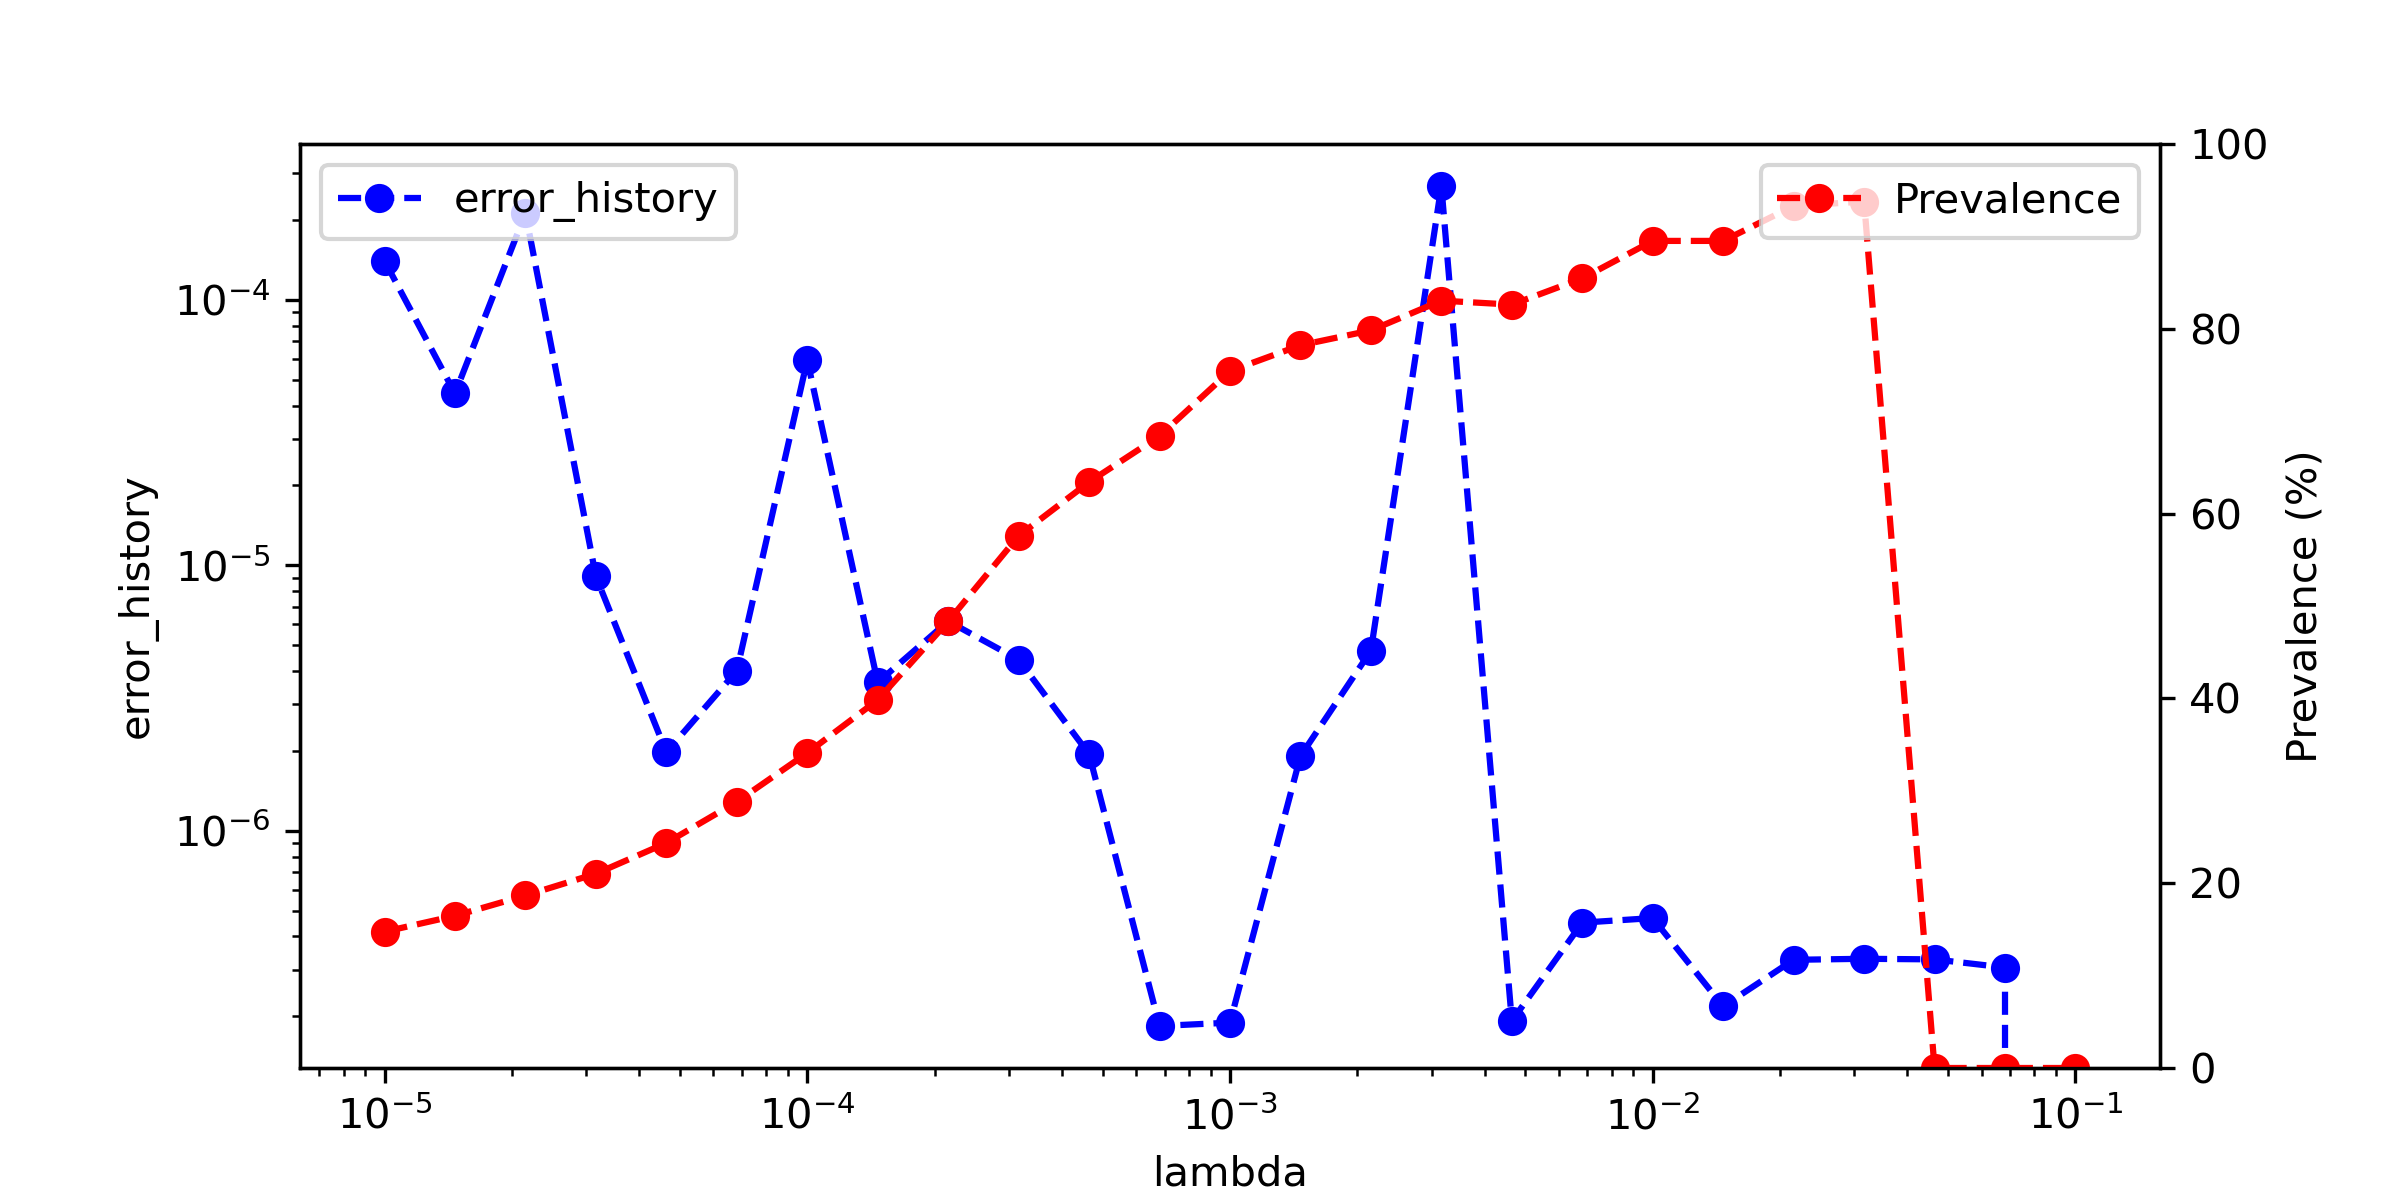 error_history
Prevalence
error_history
10⁻⁴
10⁻⁵
10⁻⁶
100
80
60
40
20
0
Prevalence (%)
10⁻⁵ 10⁻⁴ 10⁻³ 10⁻² 10⁻¹
lambda